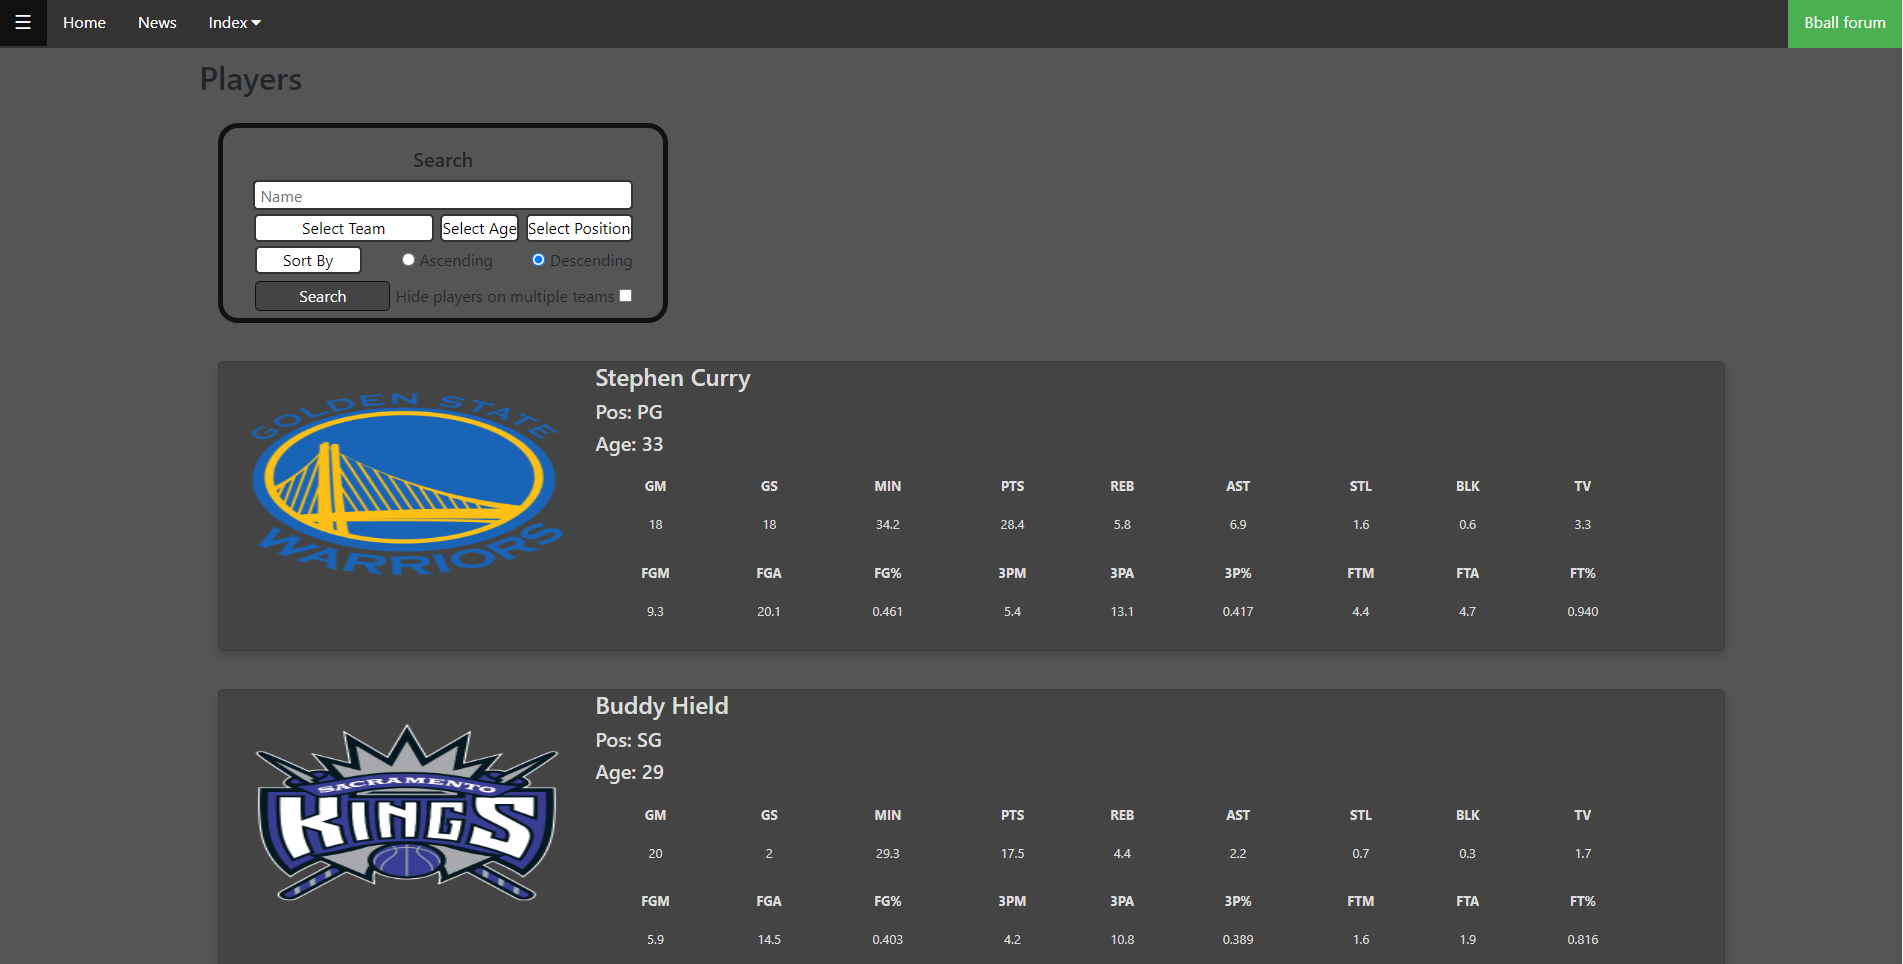 ☰ Home News Index Bball forum
Players
Search
Name
Select Team Select Age Select Position
Sort By Ascending Descending
Search Hide players on multiple teams
GOLDEN STATE
WARRIORS
Stephen Curry
Pos: PG
Age: 33
GM GS MIN PTS REB AST STL BLK TV
18 18 34.2 28.4 5.8 6.9 1.6 0.6 3.3
FGM FGA FG% 3PM 3PA 3P% FTM FTA FT%
9.3 20.1 0.461 5.4 13.1 0.417 4.4 4.7 0.940
SACRAMENTO
KINGS
Buddy Hield
Pos: SG
Age: 29
GM GS MIN PTS REB AST STL BLK TV
20 2 29.3 17.5 4.4 2.2 0.7 0.3 1.7
FGM FGA FG% 3PM 3PA 3P% FTM FTA FT%
5.9 14.5 0.403 4.2 10.8 0.389 1.6 1.9 0.816